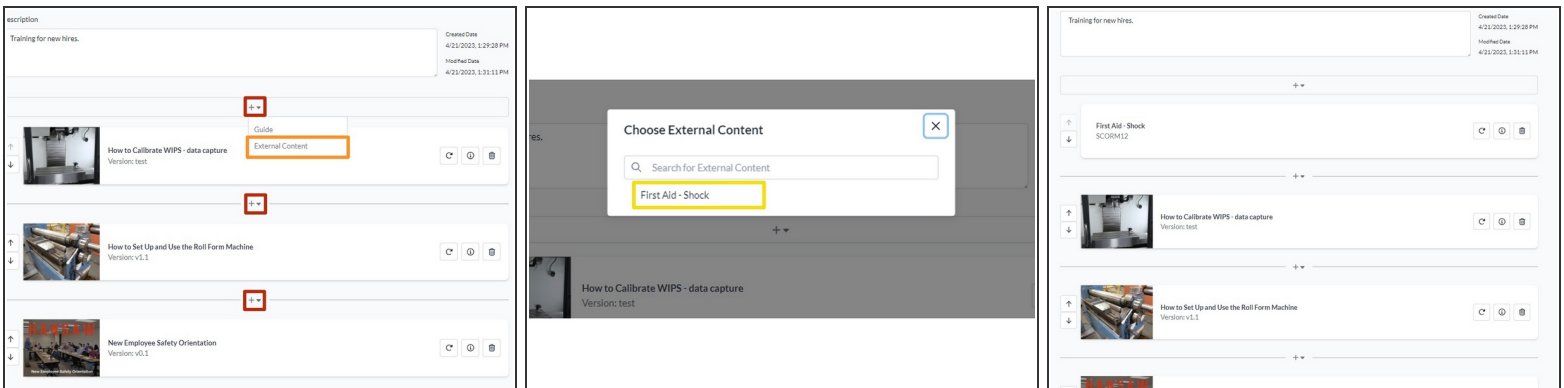 escription
Training for new hires.
Created Date
4/21/2023, 1:29:28 PM
Modified Date
4/21/2023, 1:31:11 PM
Guide
External Content
How to Calibrate WIPS - data capture
Version: test
How to Set Up and Use the Roll Form Machine
Version: v1.1
New Employee Safety Orientation
Version: v0.1
New Employee Safety Orientation
res.
Choose External Content
Search for External Content
First Aid - Shock
How to Calibrate WIPS - data capture
Version: test
Training for new hires.
Created Date
4/21/2023, 1:29:28 PM
Modified Date
4/21/2023, 1:31:11 PM
First Aid - Shock
SCORM12
How to Calibrate WIPS - data capture
Version: test
How to Set Up and Use the Roll Form Machine
Version: v1.1